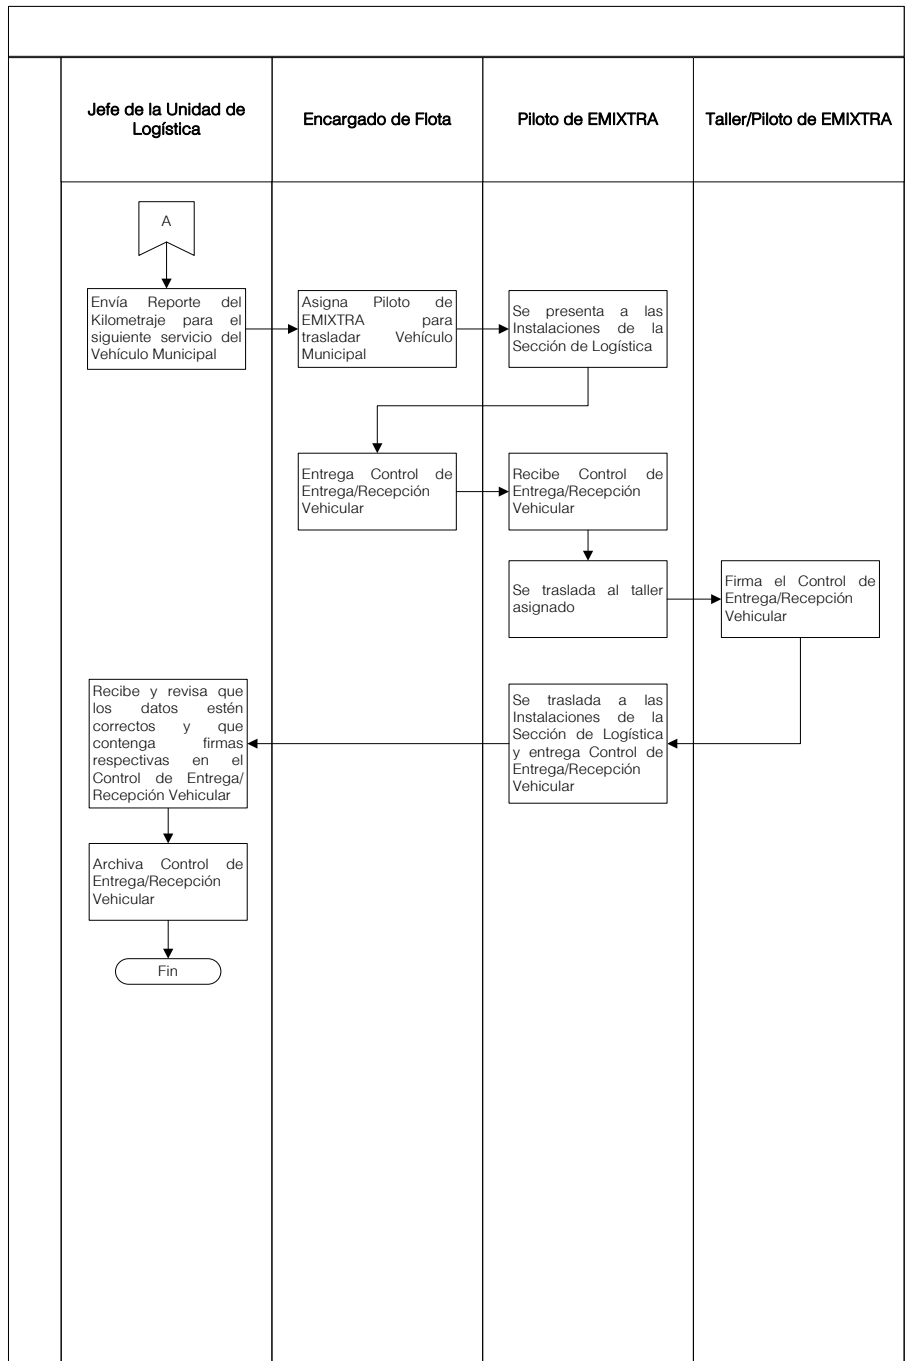 Jefe de la Unidad de
Logística
Encargado de Flota
Piloto de EMIXTRA
Taller/Piloto de EMIXTRA
A
Envía Reporte del
Kilometraje para el
siguiente servicio del
Vehículo Municipal
Asigna Piloto de
EMIXTRA para
trasladar Vehículo
Municipal
Se presenta a las
Instalaciones de la
Sección de Logística
Entrega Control de
Entrega/Recepción
Vehicular
Recibe Control de
Entrega/Recepción
Vehicular
Se traslada al taller
asignado
Firma el Control de
Entrega/Recepción
Vehicular
Se traslada a las
Instalaciones de la
Sección de Logística
y entrega Control de
Entrega/Recepción
Vehicular
Recibe y revisa que
los datos estén
correctos y que
contenga firmas
respectivas en el
Control de Entrega/
Recepción Vehicular
Archiva Control de
Entrega/Recepción
Vehicular
Fin